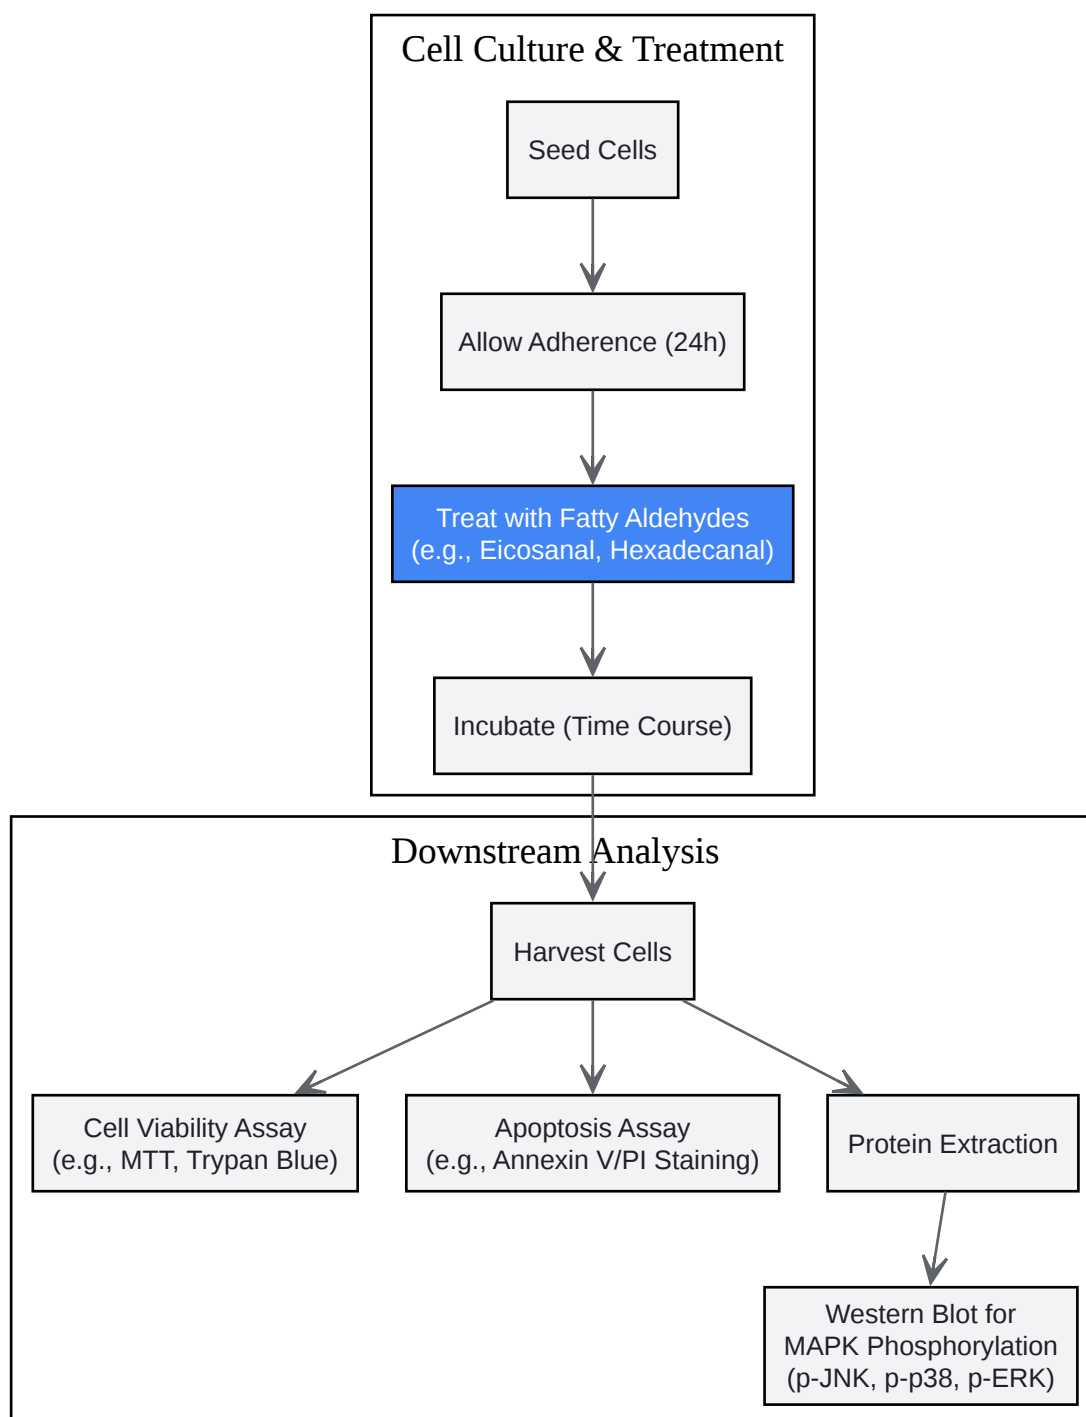 Cell Culture & Treatment
Seed Cells
Allow Adherence (24h)
Treat with Fatty Aldehydes
(e.g., Eicosanal, Hexadecanal)
Incubate (Time Course)
Downstream Analysis
Harvest Cells
Cell Viability Assay
(e.g., MTT, Trypan Blue)
Apoptosis Assay
(e.g., Annexin V/PI Staining)
Protein Extraction
Western Blot for
MAPK Phosphorylation
(p-JNK, p-p38, p-ERK)